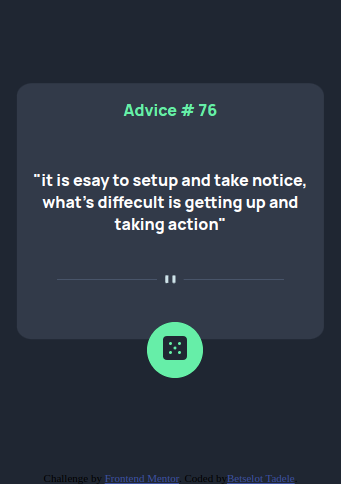 Advice # 76
"it is esay to setup and take notice,
what's diffecult is getting up and
taking action"
Challenge by Frontend Mentor. Coded by Betselot Tadele.